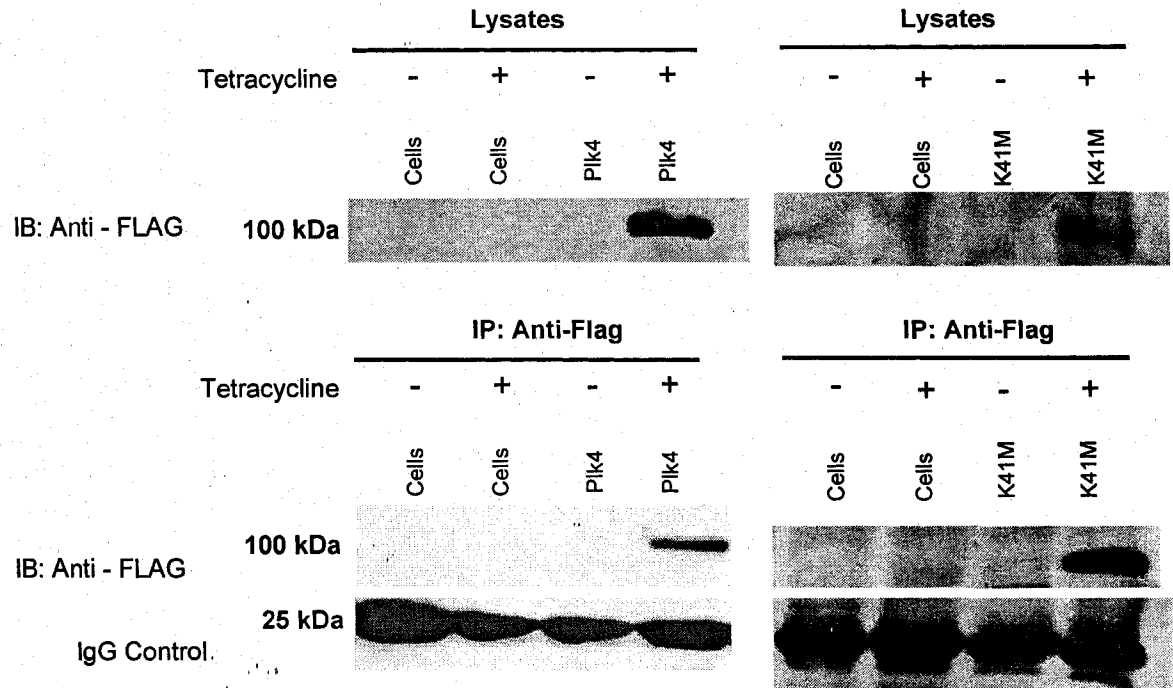 Lysates
Lysates
Tetracycline - + - +
- + - +
Cells Cells Plk4 Plk4
Cells Cells K41M K41M
IB: Anti - FLAG 100 kDa
IP: Anti-Flag
IP: Anti-Flag
Tetracycline - + - +
- + - +
Cells Cells Plk4 Plk4
Cells Cells K41M K41M
100 kDa
IB: Anti - FLAG
25 kDa
IgG Control